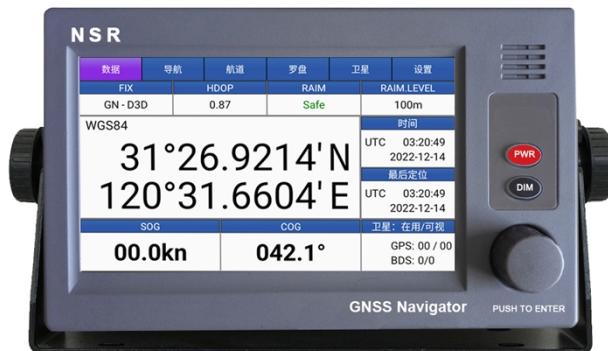 NSR
数据 导航 航道 罗盘 卫星 设置
FIX HDOP RAIM RAIM.LEVEL
GN - D3D 0.87 Safe 100m
WGS84
31°26.9214'N
120°31.6604'E
时间
UTC 03:20:49
2022-12-14
最后定位
UTC 03:20:49
2022-12-14
SOG COG 卫星：在用/可视
00.0kn 042.1°
GPS: 00 / 00
BDS: 0/0
PWR
DIM
GNSS Navigator
PUSH TO ENTER